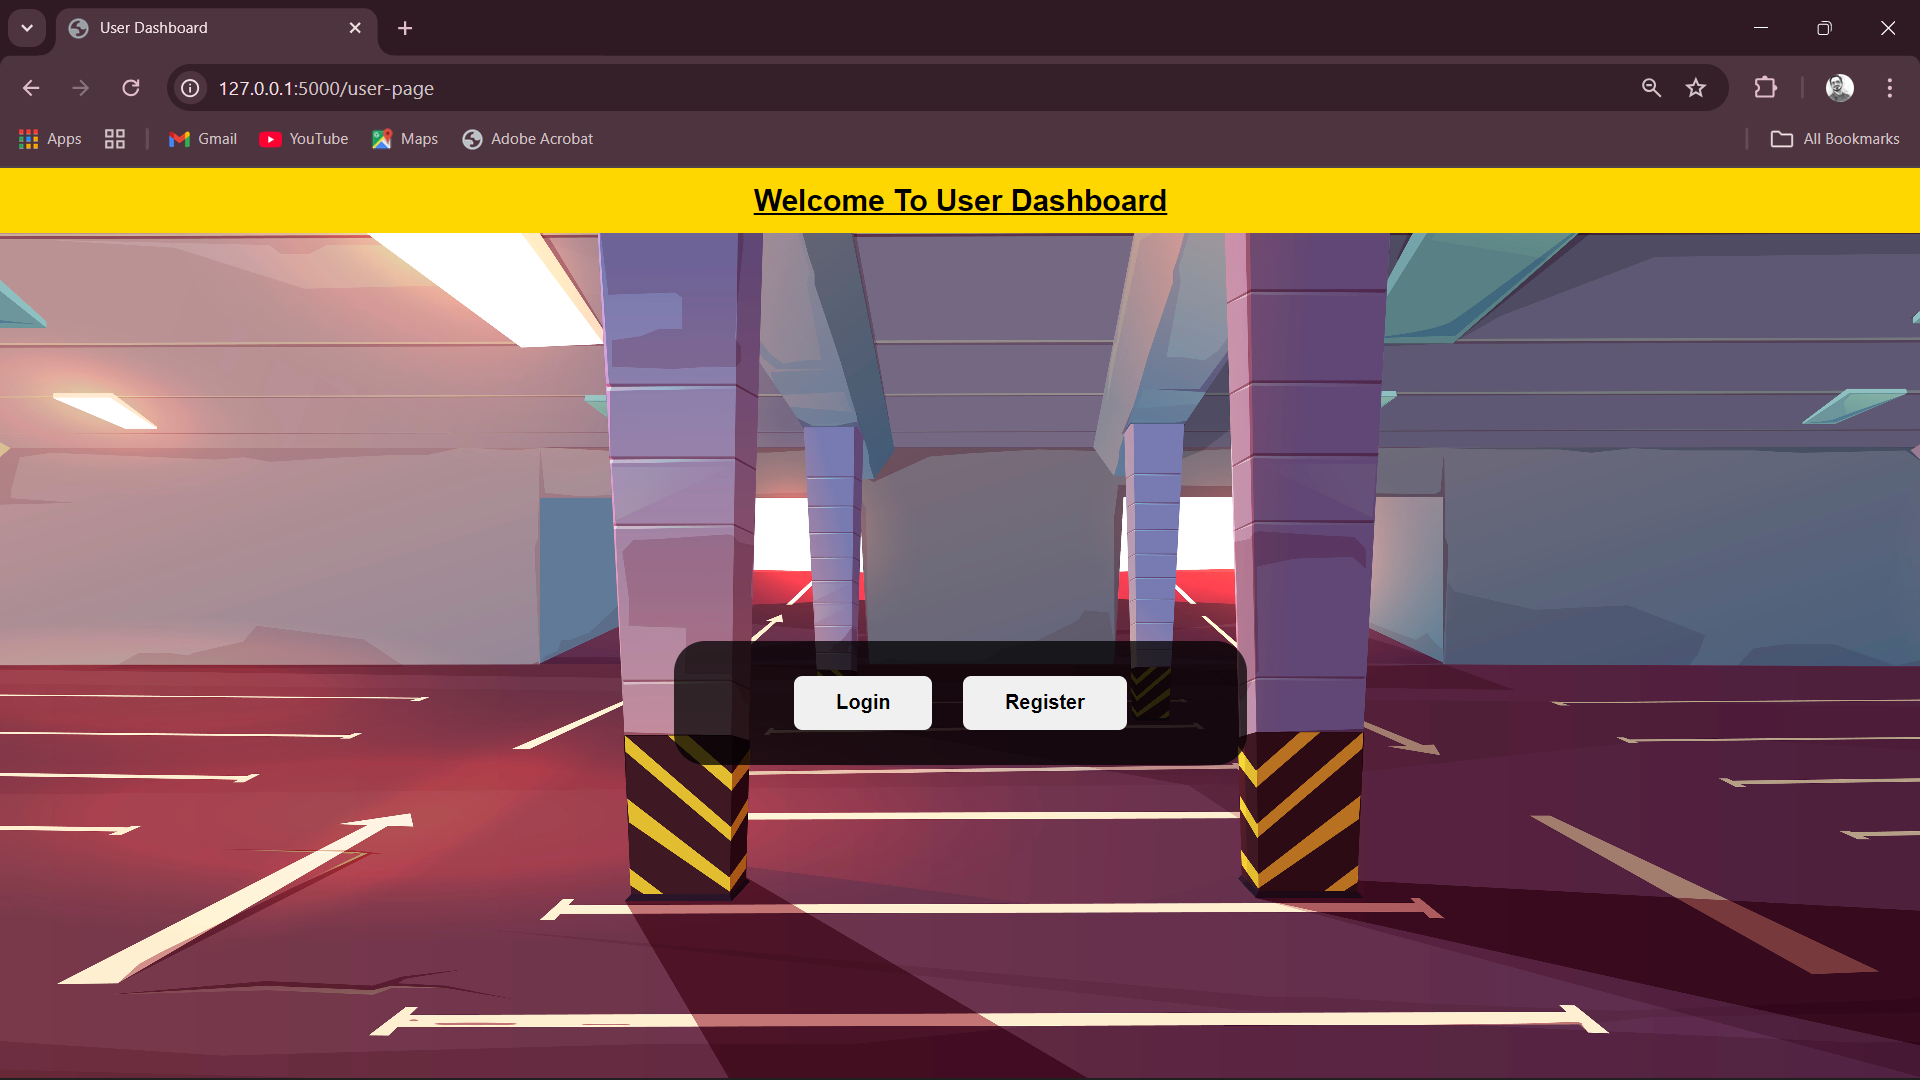 User Dashboard
127.0.0.1:5000/user-page
Apps Gmail YouTube Maps Adobe Acrobat All Bookmarks
Welcome To User Dashboard
Login Register